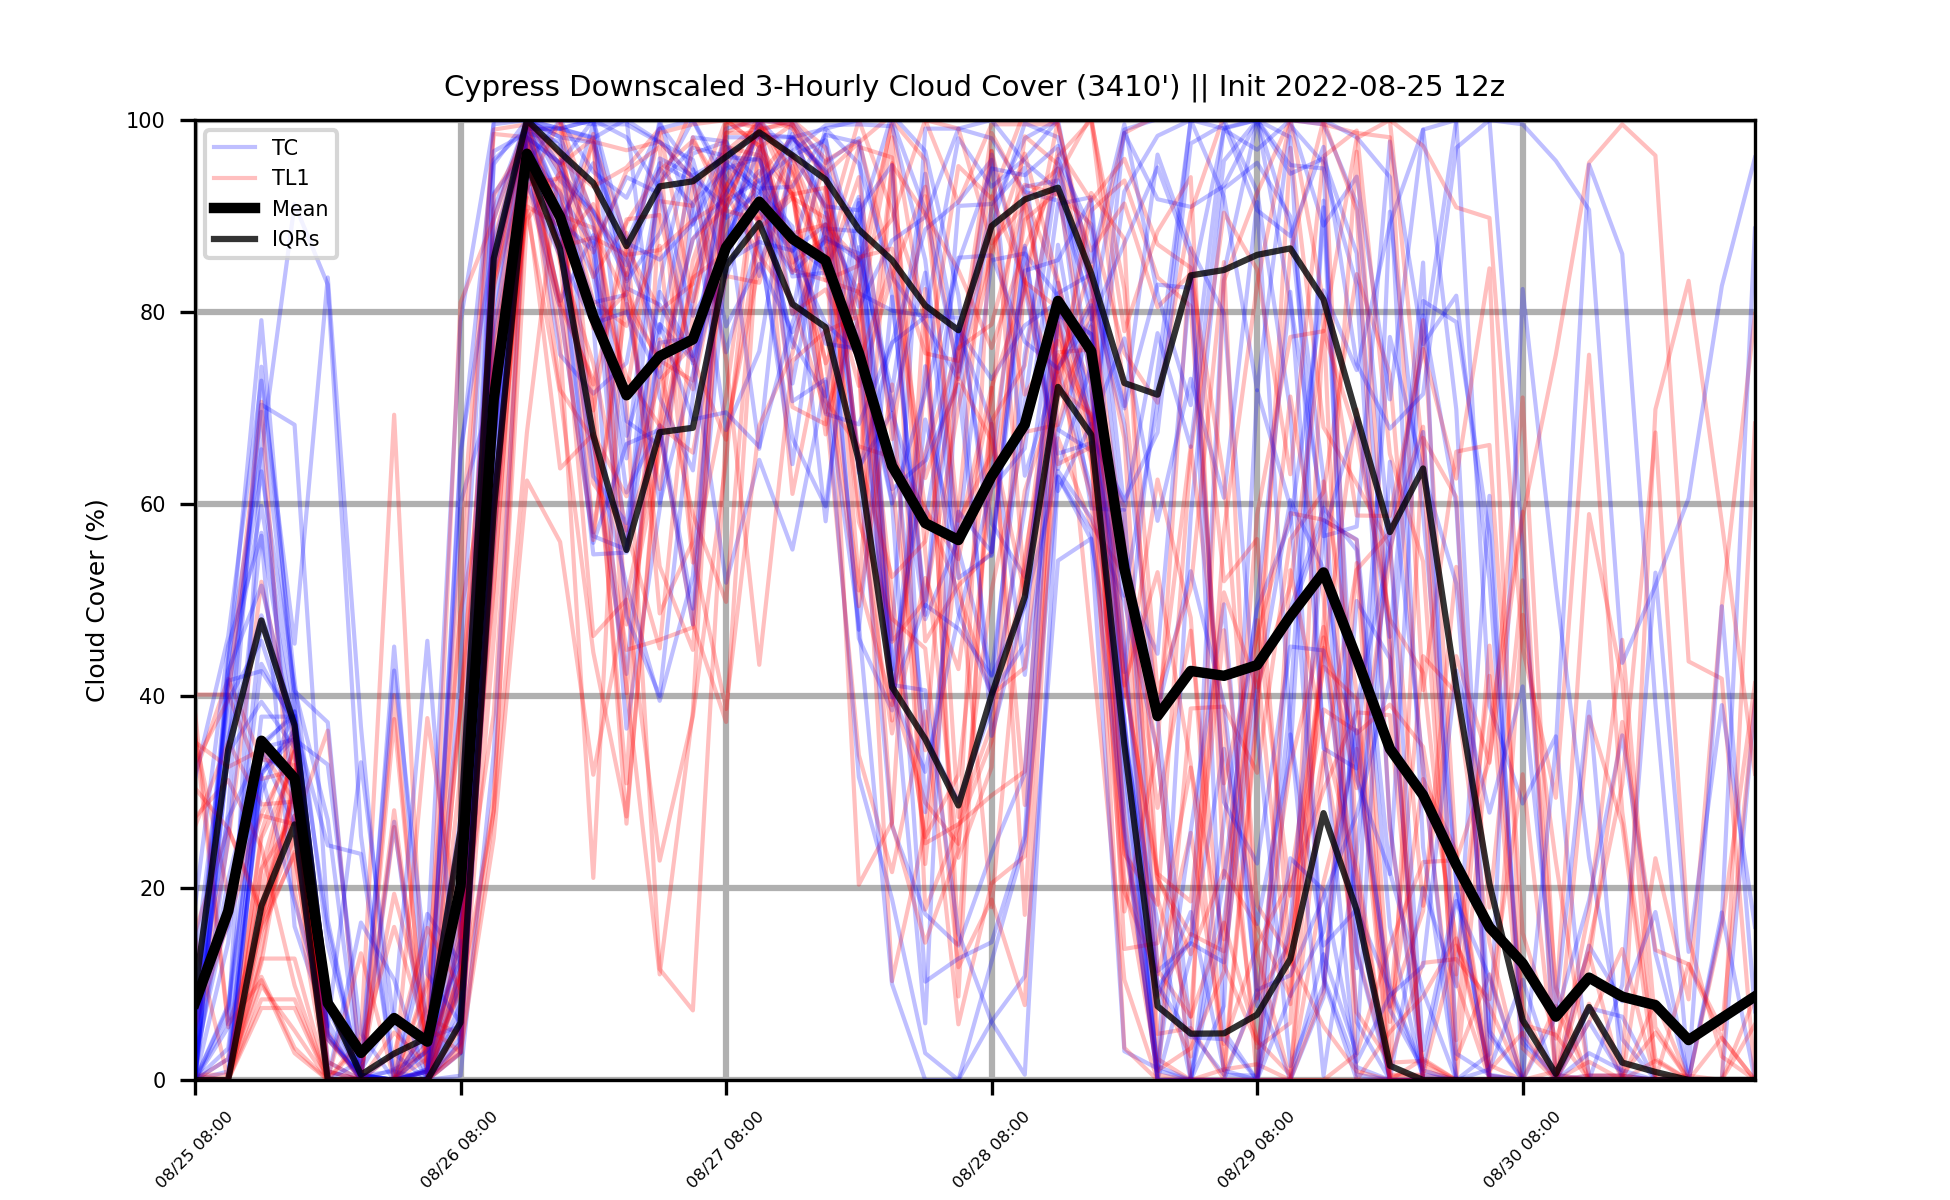 Cypress Downscaled 3-Hourly Cloud Cover (3410') || Init 2022-08-25 12z
TC
TL1
Mean
IQRs
Cloud Cover (%)
100
80
60
40
20
0
08/25 08:00
08/26 08:00
08/27 08:00
08/28 08:00
08/29 08:00
08/30 08:00